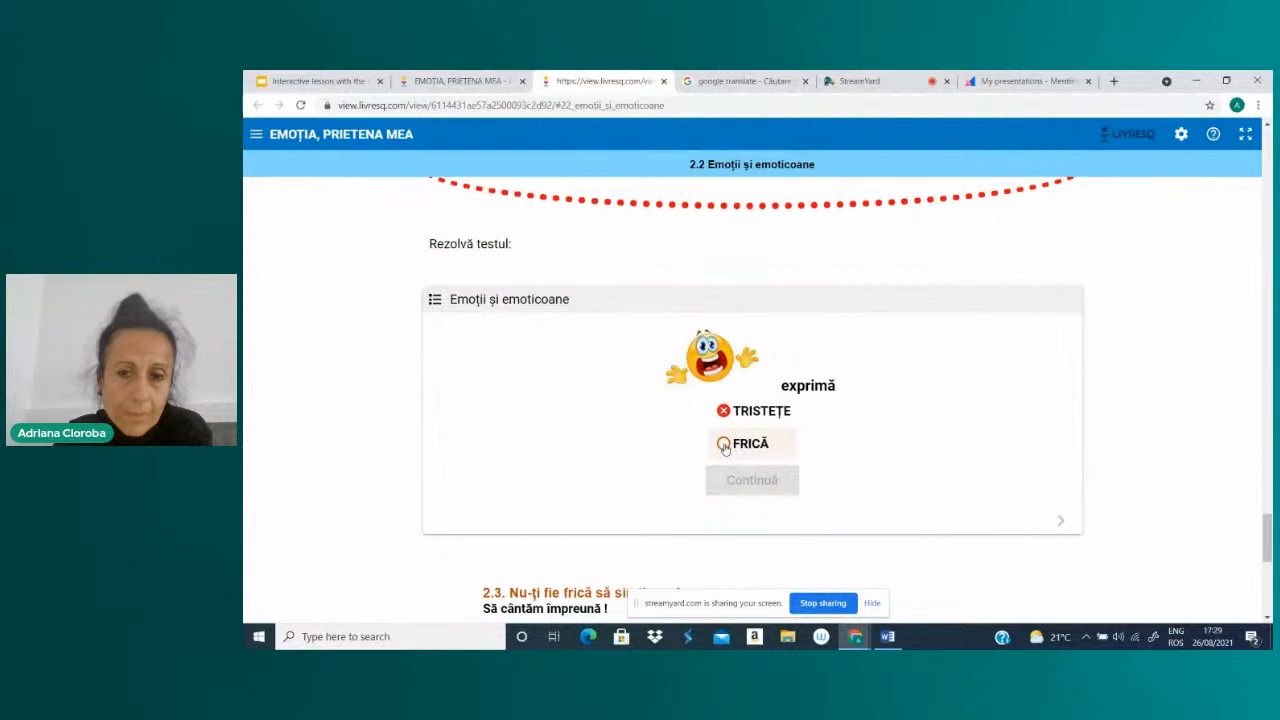 Interactive lesson with the
EMOȚIA, PRIETENA MEA -
https://view.livresq.com/vie
google translate - Căutare
StreamYard
My presentations - Mentim
view.livresq.com/view/6114431ae57a2500093c2d92/#22_emotii_si_emoticoane
A
EMOȚIA, PRIETENA MEA
LIVRESQ
2.2 Emoții și emoticoane
Rezolvă testul:
Emoții și emoticoane
exprimă
TRISTEȚE
FRICĂ
Continuă
2.3. Nu-ți fie frică să
Să cântăm împreună !
streamyard.com is sharing your screen.
Stop sharing
Hide
Adriana Cioroba
Type here to search
21°C
ENG
ROS
17:29
26/08/2021